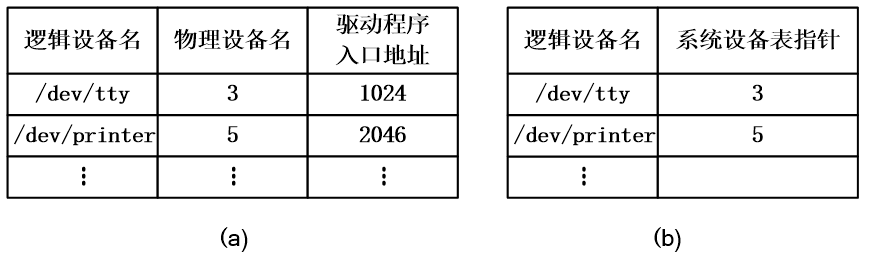 逻辑设备名 物理设备名 驱动程序入口地址
/dev/tty 3 1024
/dev/printer 5 2046
⋮ ⋮ ⋮
(a)
逻辑设备名 系统设备表指针
/dev/tty 3
/dev/printer 5
⋮
(b)